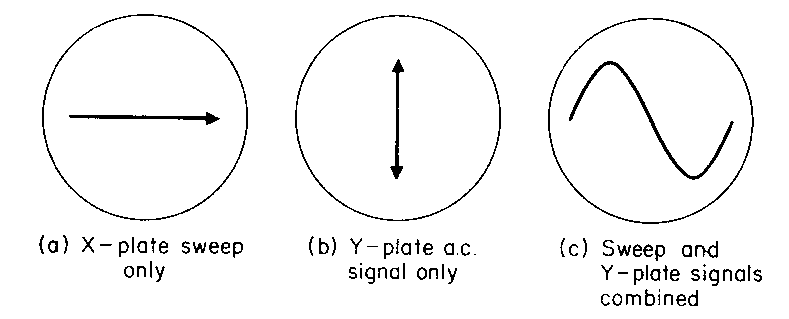 (a) X-plate sweep
only
(b) Y-plate a.c.
signal only
(c) Sweep and
Y-plate signals
combined